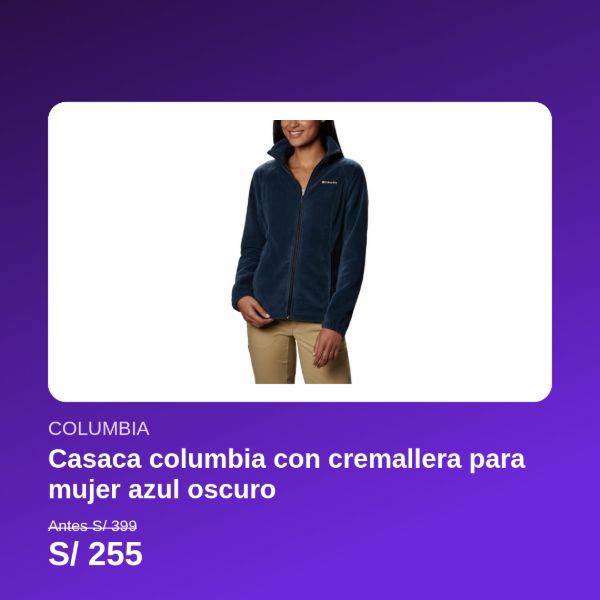 Columbia
COLUMBIA
Casaca columbia con cremallera para
mujer azul oscuro
Antes S/ 399
S/ 255